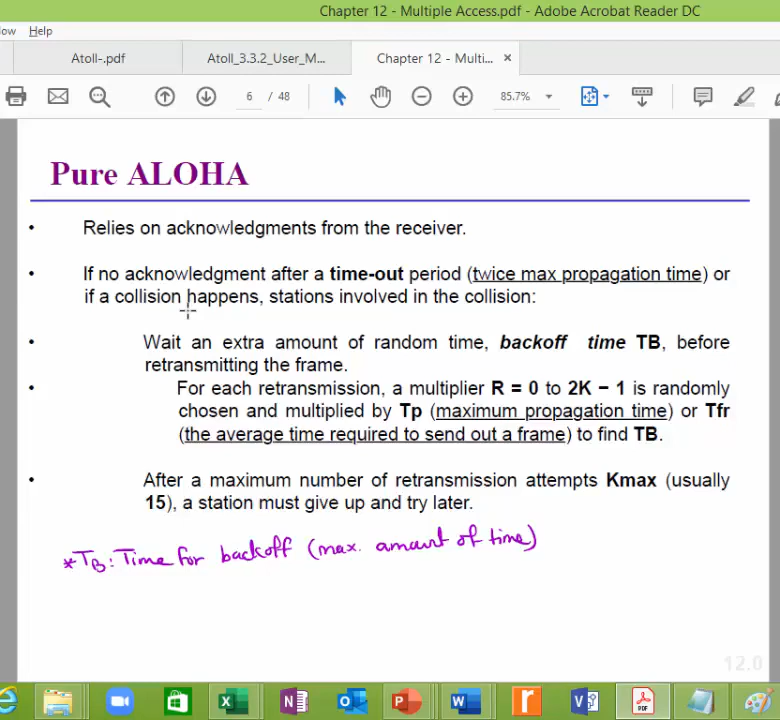 Chapter 12 - Multiple Access.pdf - Adobe Acrobat Reader DC
ow Help
Atoll-.pdf Atoll_3.3.2_User_M... Chapter 12 - Multi... ×
6 / 48 85.7%
Pure ALOHA
• Relies on acknowledgments from the receiver.
• If no acknowledgment after a time-out period (twice max propagation time) or
if a collision happens, stations involved in the collision:
• Wait an extra amount of random time, backoff time TB, before
retransmitting the frame.
• For each retransmission, a multiplier R = 0 to 2K − 1 is randomly
chosen and multiplied by Tp (maximum propagation time) or Tfr
(the average time required to send out a frame) to find TB.
• After a maximum number of retransmission attempts Kmax (usually
15), a station must give up and try later.
*TB: Time for backoff (max. amount of time)
12.0